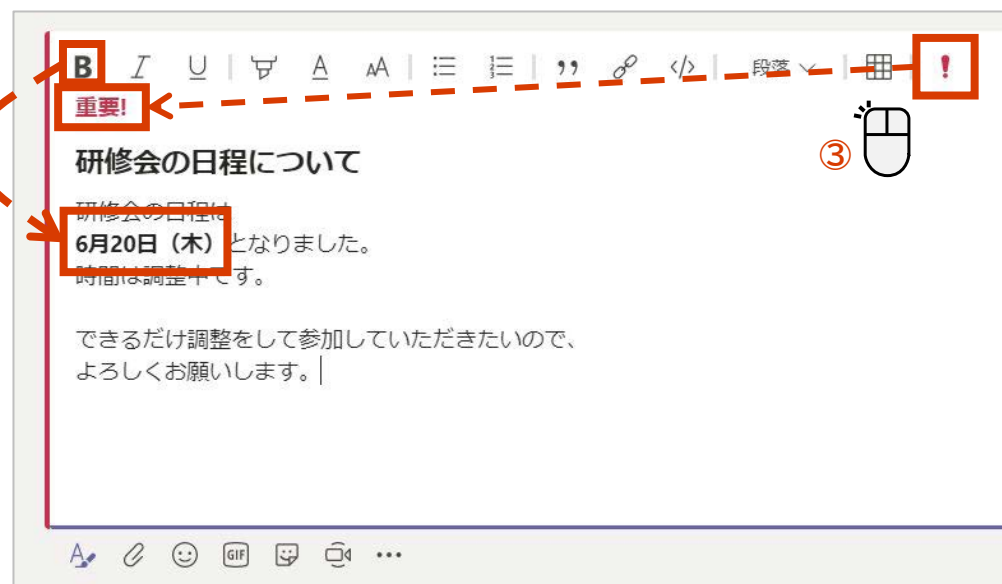 B I U A AA 段落 !
重要!
③
研修会の日程について
研修会の日程は
6月20日（木）となりました。
時間は調整中です。
できるだけ調整をして参加していただきたいので、
よろしくお願いします。
GIF